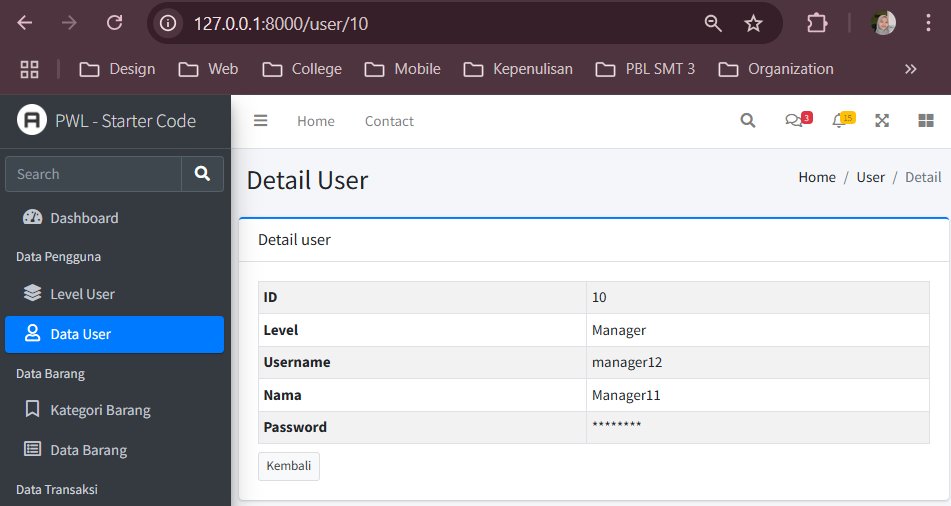 127.0.0.1:8000/user/10
Design Web College Mobile Kepenulisan PBL SMT 3 Organization
PWL - Starter Code
Home Contact
3
15
Search
Detail User
Home / User / Detail
Dashboard
Data Pengguna
Level User
Data User
Data Barang
Kategori Barang
Data Barang
Data Transaksi
Detail user
ID 10
Level Manager
Username manager12
Nama Manager11
Password ********
Kembali